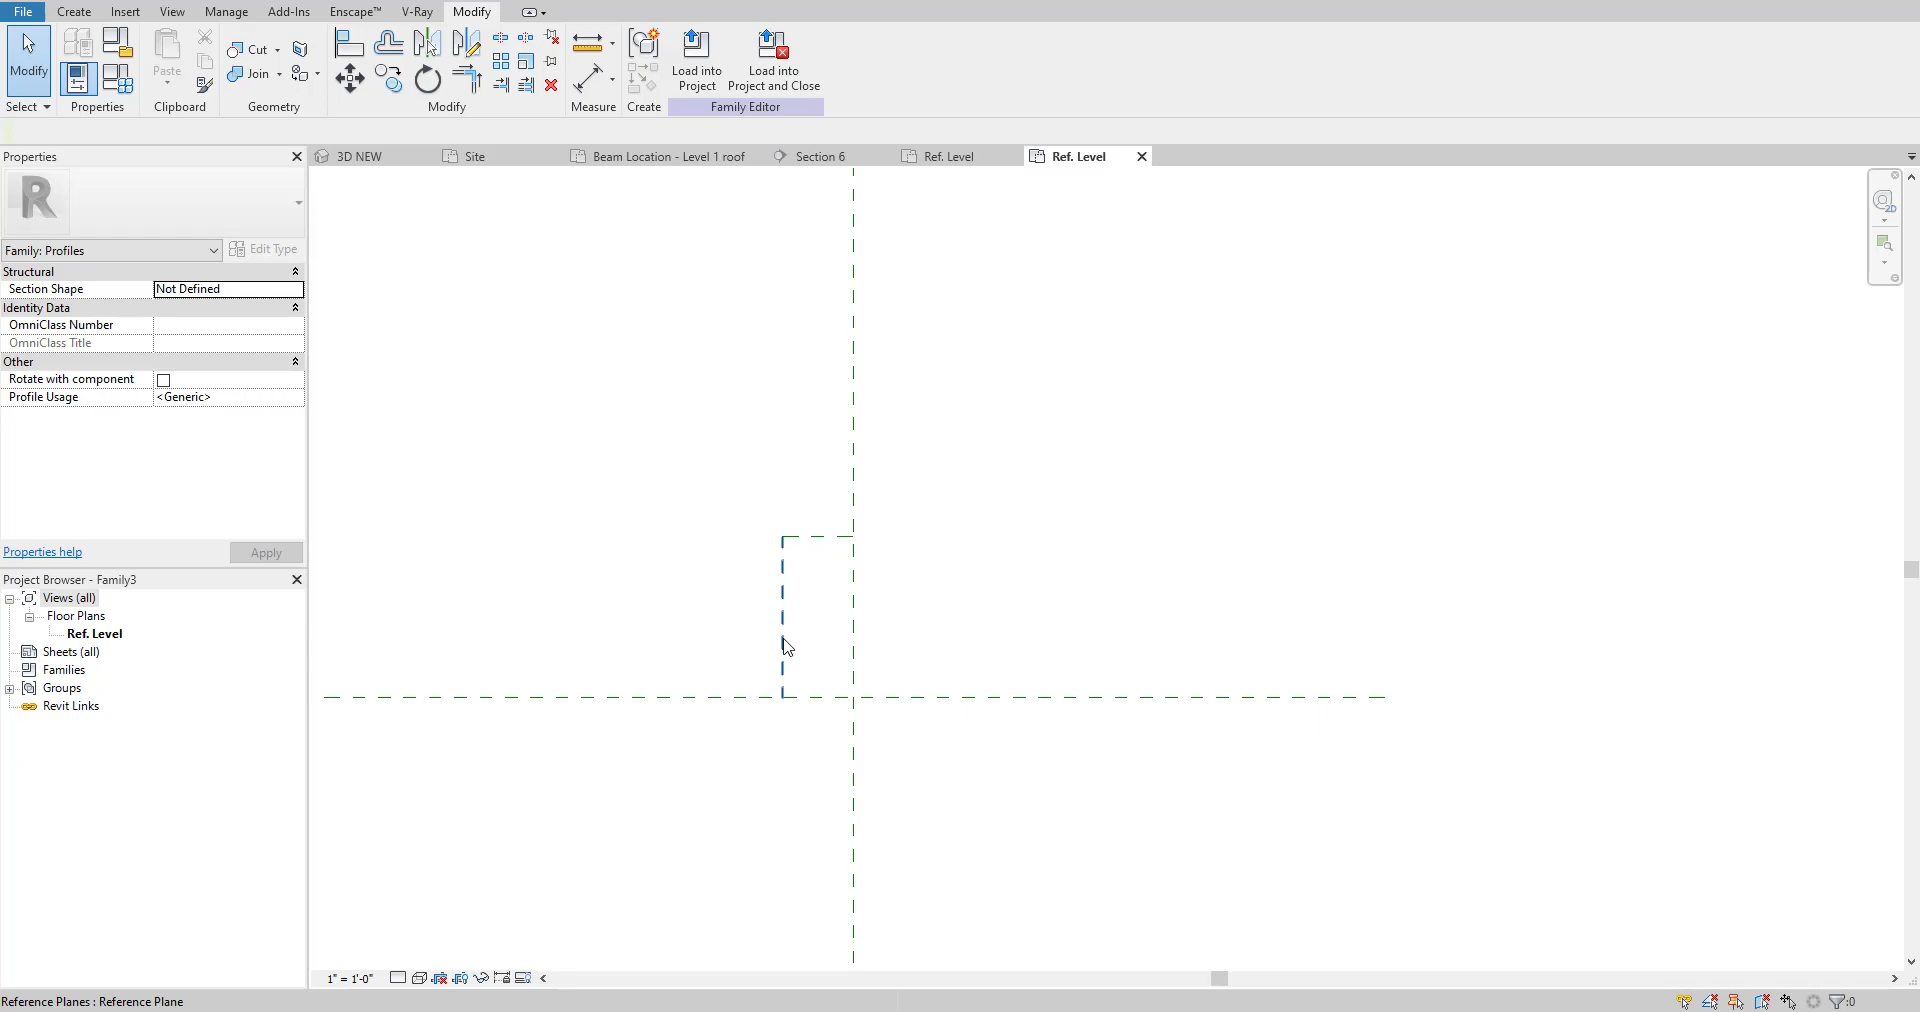 File Create Insert View Manage Add-Ins Enscape™ V-Ray Modify
Modify
Paste
Cut
Join
Load into Project
Load into Project and Close
Select Properties Clipboard Geometry Modify Measure Create Family Editor
Properties
3D NEW Site Beam Location - Level 1 roof Section 6 Ref. Level Ref. Level
R
2D
Family: Profiles Edit Type
Structural
Section Shape Not Defined
Identity Data
OmniClass Number
OmniClass Title
Other
Rotate with component
Profile Usage <Generic>
Properties help Apply
Project Browser - Family3
Views (all)
Floor Plans
Ref. Level
Sheets (all)
Families
Groups
Revit Links
1" = 1'-0"
Reference Planes : Reference Plane
:0